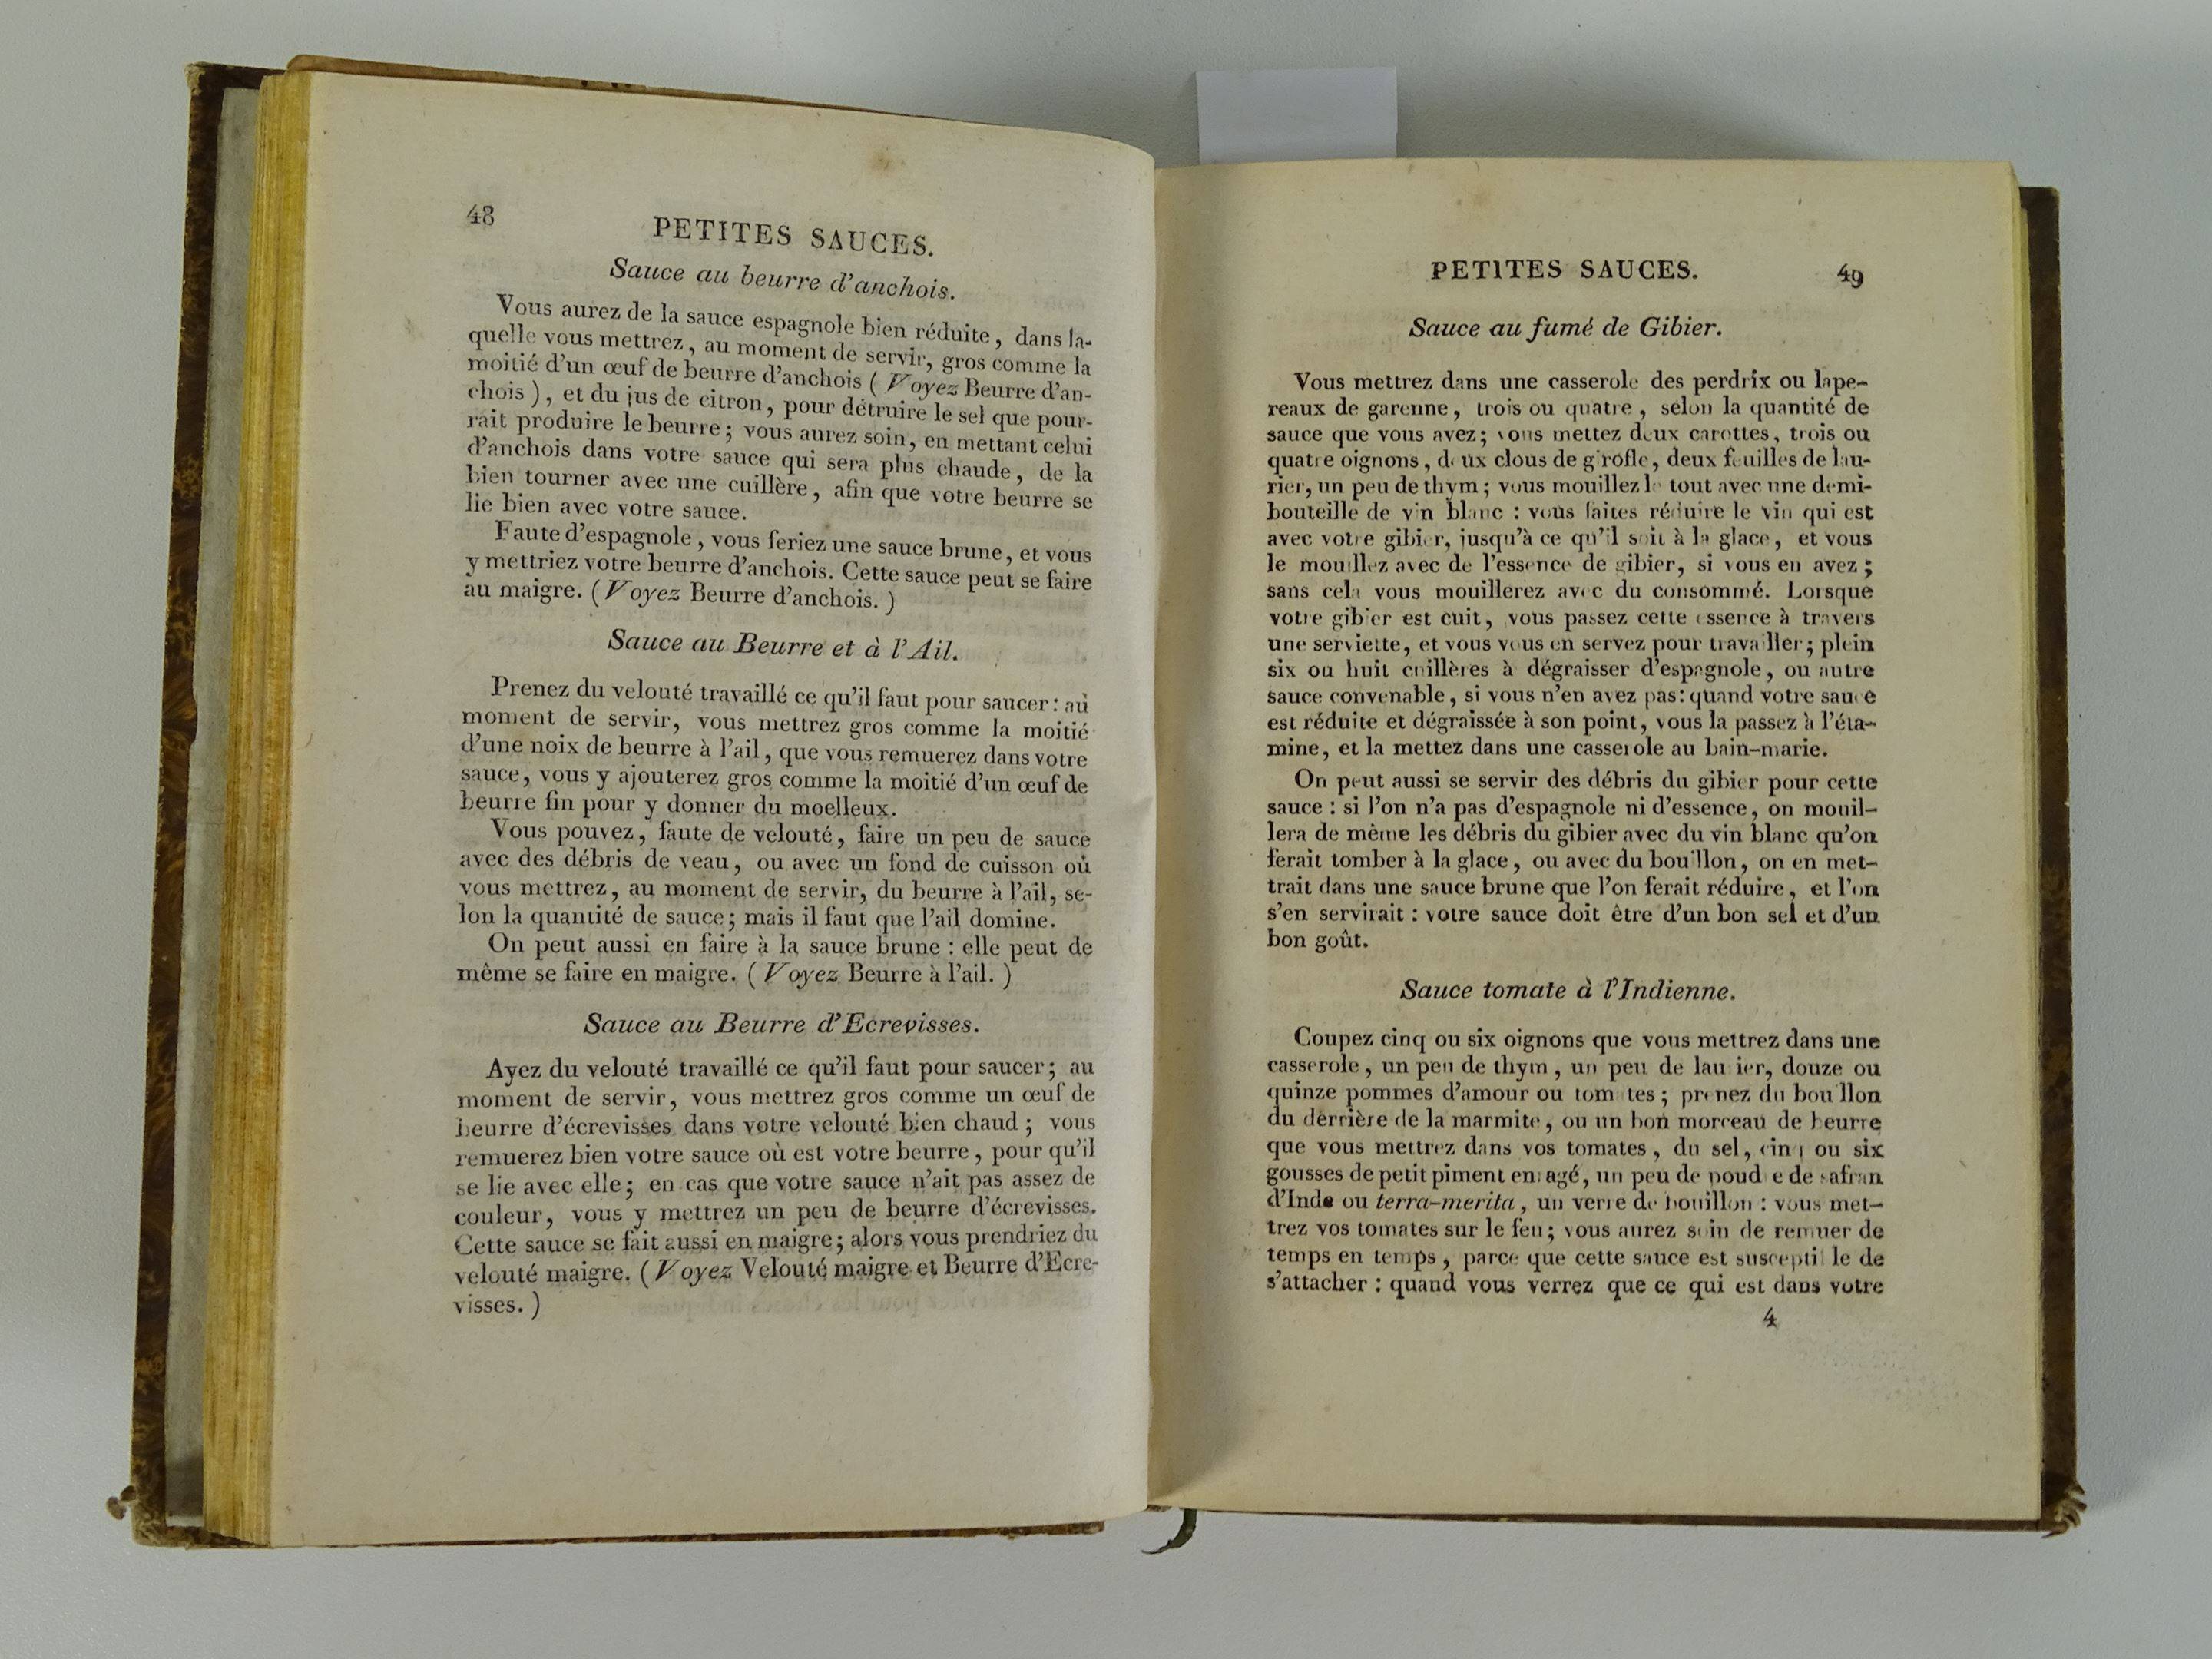 48
PETITES SAUCES.
Sauce au beurre d'anchois.
Vous aurez de la sauce espagnole bien réduite, dans la-
quelle vous mettrez, au moment de servir, gros comme la
moitié d'un œuf de beurre d'anchois (Voyez Beurre d'an-
chois), et du jus de citron, pour détruire le sel que pour-
rait produire le beurre; vous aurez soin, en mettant celui
d'anchois dans votre sauce qui sera plus chaude, de la
bien tourner avec une cuillère, afin que votre beurre se
lie bien avec votre sauce.
Faute d'espagnole, vous feriez une sauce brune, et vous
y mettriez votre beurre d'anchois. Cette sauce peut se faire
au maigre. (Voyez Beurre d'anchois.)
Sauce au Beurre et à l'Ail.
Prenez du velouté travaillé ce qu'il faut pour saucer: au
moment de servir, vous mettrez gros comme la moitié
d'une noix de beurre à l'ail, que vous remuerez dans votre
sauce, vous y ajouterez gros comme la moitié d'un œuf de
beurre fin pour y donner du moelleux.
Vous pouvez, faute de velouté, faire un peu de sauce
avec des débris de veau, ou avec un fond de cuisson où
vous mettrez, au moment de servir, du beurre à l'ail, se-
lon la quantité de sauce; mais il faut que l'ail domine.
On peut aussi en faire à la sauce brune: elle peut de
même se faire en maigre. (Voyez Beurre à l'ail.)
Sauce au Beurre d'Ecrevisses.
Ayez du velouté travaillé ce qu'il faut pour saucer; au
moment de servir, vous mettrez gros comme un œuf de
beurre d'écrevisses dans votre velouté bien chaud; vous
remuerez bien votre sauce où est votre beurre, pour qu'il
se lie avec elle; en cas que votre sauce n'ait pas assez de
couleur, vous y mettrez un peu de beurre d'écrevisses.
Cette sauce se fait aussi en maigre; alors vous prendriez du
velouté maigre. (Voyez Velouté maigre et Beurre d'Ecre-
visses.)
PETITES SAUCES. 49
Sauce au fumé de Gibier.
Vous mettrez dans une casserole des perdrix ou lape-
reaux de garenne, trois ou quatre, selon la quantité de
sauce que vous avez; vous mettez deux carottes, trois ou
quatre oignons, deux clous de girofle, deux feuilles de lau-
rier, un peu de thym; vous mouillez le tout avec une demi-
bouteille de vin blanc: vous faites réduire le vin qui est
avec votre gibier, jusqu'à ce qu'il soit à la glace, et vous
le mouillez avec de l'essence de gibier, si vous en avez;
sans cela vous mouillerez avec du consommé. Lorsque
votre gibier est cuit, vous passez cette essence à travers
une serviette, et vous vous en servez pour travailler; plein
six ou huit cuillères à dégraisser d'espagnole, ou autre
sauce convenable, si vous n'en avez pas: quand votre sauce
est réduite et dégraissée à son point, vous la passez à l'éta-
mine, et la mettez dans une casserole au bain-marie.
On peut aussi se servir des débris du gibier pour cette
sauce: si l'on n'a pas d'espagnole ni d'essence, on mouil-
lera de même les débris du gibier avec du vin blanc qu'on
ferait tomber à la glace, ou avec du bouillon, on en met-
trait dans une sauce brune que l'on ferait réduire, et l'on
s'en servirait: votre sauce doit être d'un bon sel et d'un
bon goût.
Sauce tomate à l'Indienne.
Coupez cinq ou six oignons que vous mettrez dans une
casserole, un peu de thym, un peu de laurier, douze ou
quinze pommes d'amour ou tomates; prenez du bouillon
du derrière de la marmite, ou un bon morceau de beurre
que vous mettrez dans vos tomates, du sel, cinq ou six
gousses de petit piment enragé, un peu de poudre de safran
d'Inde ou terra-merita, un verre de bouillon: vous met-
trez vos tomates sur le feu; vous aurez soin de remuer de
temps en temps, parce que cette sauce est susceptible de
s'attacher: quand vous verrez que ce qui est dans votre
4